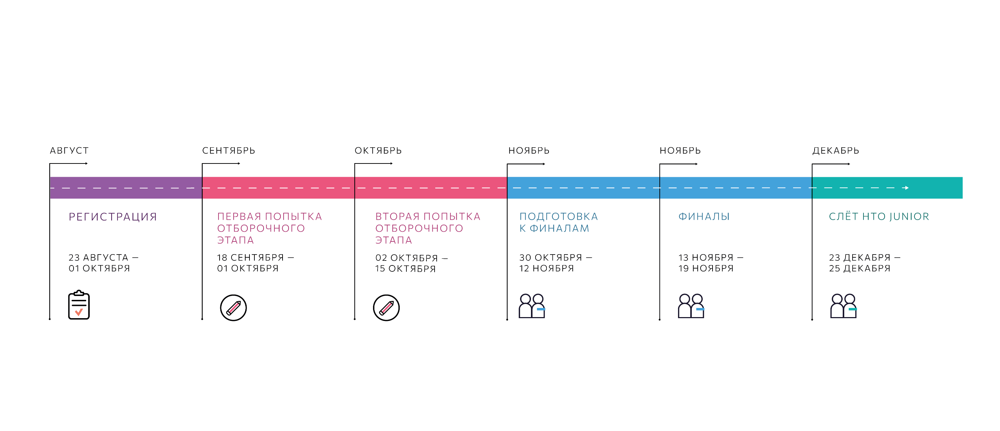 АВГУСТ
СЕНТЯБРЬ
ОКТЯБРЬ
НОЯБРЬ
НОЯБРЬ
ДЕКАБРЬ
РЕГИСТРАЦИЯ
23 АВГУСТА —
01 ОКТЯБРЯ
ПЕРВАЯ ПОПЫТКА
ОТБОРОЧНОГО
ЭТАПА
18 СЕНТЯБРЯ —
01 ОКТЯБРЯ
ВТОРАЯ ПОПЫТКА
ОТБОРОЧНОГО
ЭТАПА
02 ОКТЯБРЯ —
15 ОКТЯБРЯ
ПОДГОТОВКА
К ФИНАЛАМ
30 ОКТЯБРЯ —
12 НОЯБРЯ
ФИНАЛЫ
13 НОЯБРЯ —
19 НОЯБРЯ
СЛЁТ НТО JUNIOR
23 ДЕКАБРЯ —
25 ДЕКАБРЯ